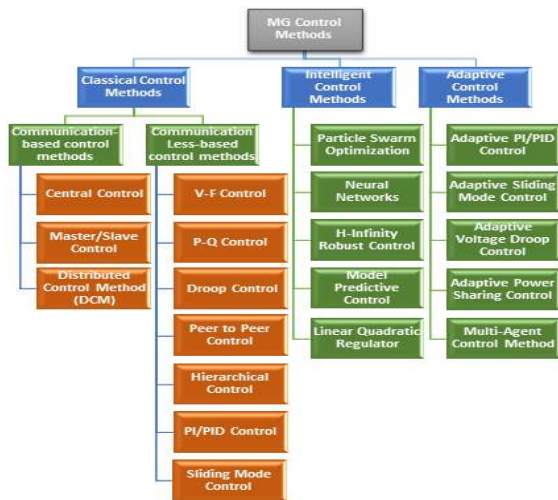 MG Control
Methods
Classical Control
Methods
Intelligent
Control Methods
Adaptive
Control Methods
Communication-
based control
methods
Communication
Less-based
control methods
Central Control
Master/Slave
Control
Distributed
Control Method
(DCM)
V-F Control
P-Q Control
Droop Control
Peer to Peer
Control
Hierarchical
Control
PI/PID Control
Sliding Mode
Control
Particle Swarm
Optimization
Neural
Networks
H-Infinity
Robust Control
Model
Predictive
Control
Linear Quadratic
Regulator
Adaptive PI/PID
Control
Adaptive Sliding
Mode Control
Adaptive
Voltage Droop
Control
Adaptive Power
Sharing Control
Multi-Agent
Control Method